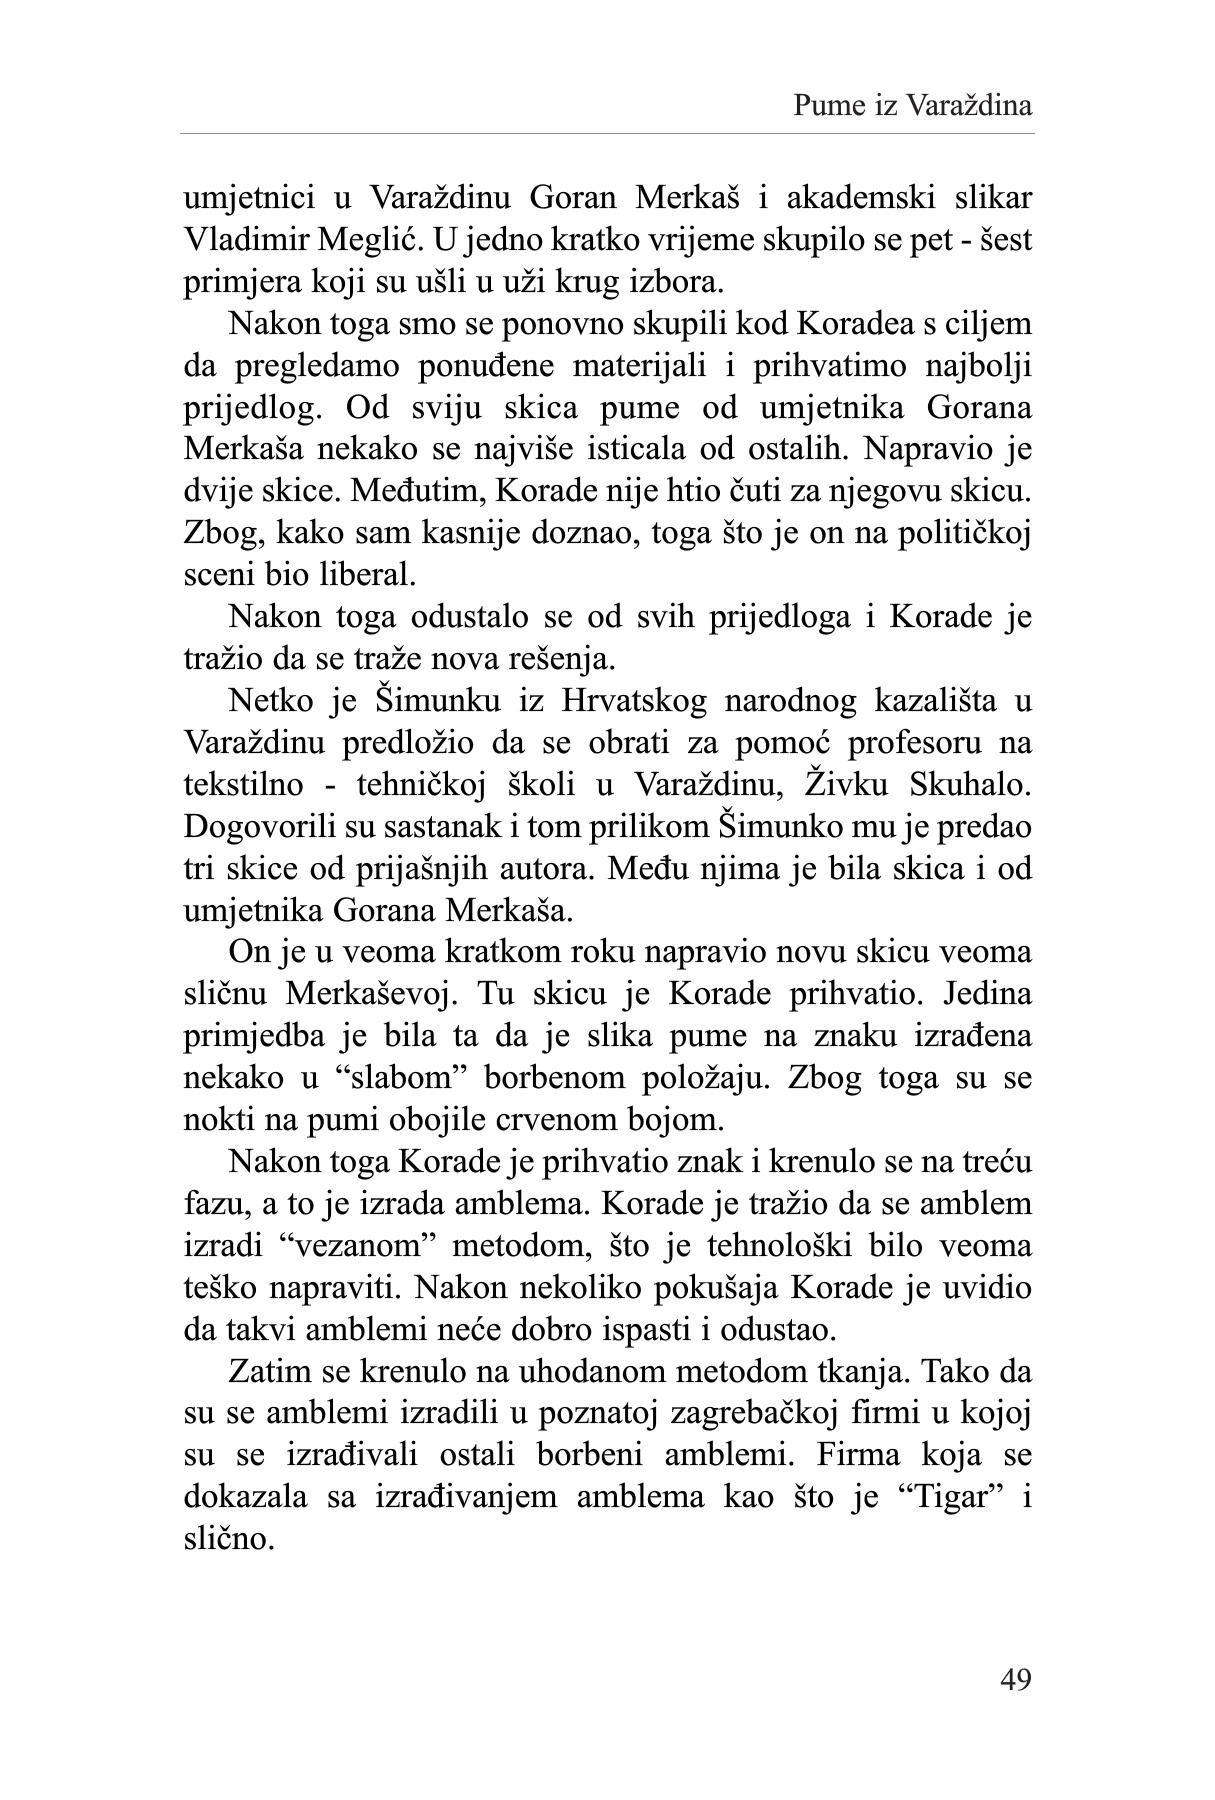 Pume iz Varaždina
umjetnici u Varaždinu Goran Merkaš i akademski slikar
Vladimir Meglić. U jedno kratko vrijeme skupilo se pet - šest
primjera koji su ušli u uži krug izbora.
Nakon toga smo se ponovno skupili kod Koradea s ciljem
da pregledamo ponuđene materijali i prihvatimo najbolji
prijedlog. Od sviju skica pume od umjetnika Gorana
Merkaša nekako se najviše isticala od ostalih. Napravio je
dvije skice. Međutim, Korade nije htio čuti za njegovu skicu.
Zbog, kako sam kasnije doznao, toga što je on na političkoj
sceni bio liberal.
Nakon toga odustalo se od svih prijedloga i Korade je
tražio da se traže nova rešenja.
Netko je Šimunku iz Hrvatskog narodnog kazališta u
Varaždinu predložio da se obrati za pomoć profesoru na
tekstilno - tehničkoj školi u Varaždinu, Živku Skuhalo.
Dogovorili su sastanak i tom prilikom Šimunko mu je predao
tri skice od prijašnjih autora. Među njima je bila skica i od
umjetnika Gorana Merkaša.
On je u veoma kratkom roku napravio novu skicu veoma
sličnu Merkaševoj. Tu skicu je Korade prihvatio. Jedina
primjedba je bila ta da je slika pume na znaku izrađena
nekako u “slabom” borbenom položaju. Zbog toga su se
nokti na pumi obojile crvenom bojom.
Nakon toga Korade je prihvatio znak i krenulo se na treću
fazu, a to je izrada amblema. Korade je tražio da se amblem
izradi “vezanom” metodom, što je tehnološki bilo veoma
teško napraviti. Nakon nekoliko pokušaja Korade je uvidio
da takvi amblemi neće dobro ispasti i odustao.
Zatim se krenulo na uhodanom metodom tkanja. Tako da
su se amblemi izradili u poznatoj zagrebačkoj firmi u kojoj
su se izrađivali ostali borbeni amblemi. Firma koja se
dokazala sa izrađivanjem amblema kao što je “Tigar” i
slično.
49